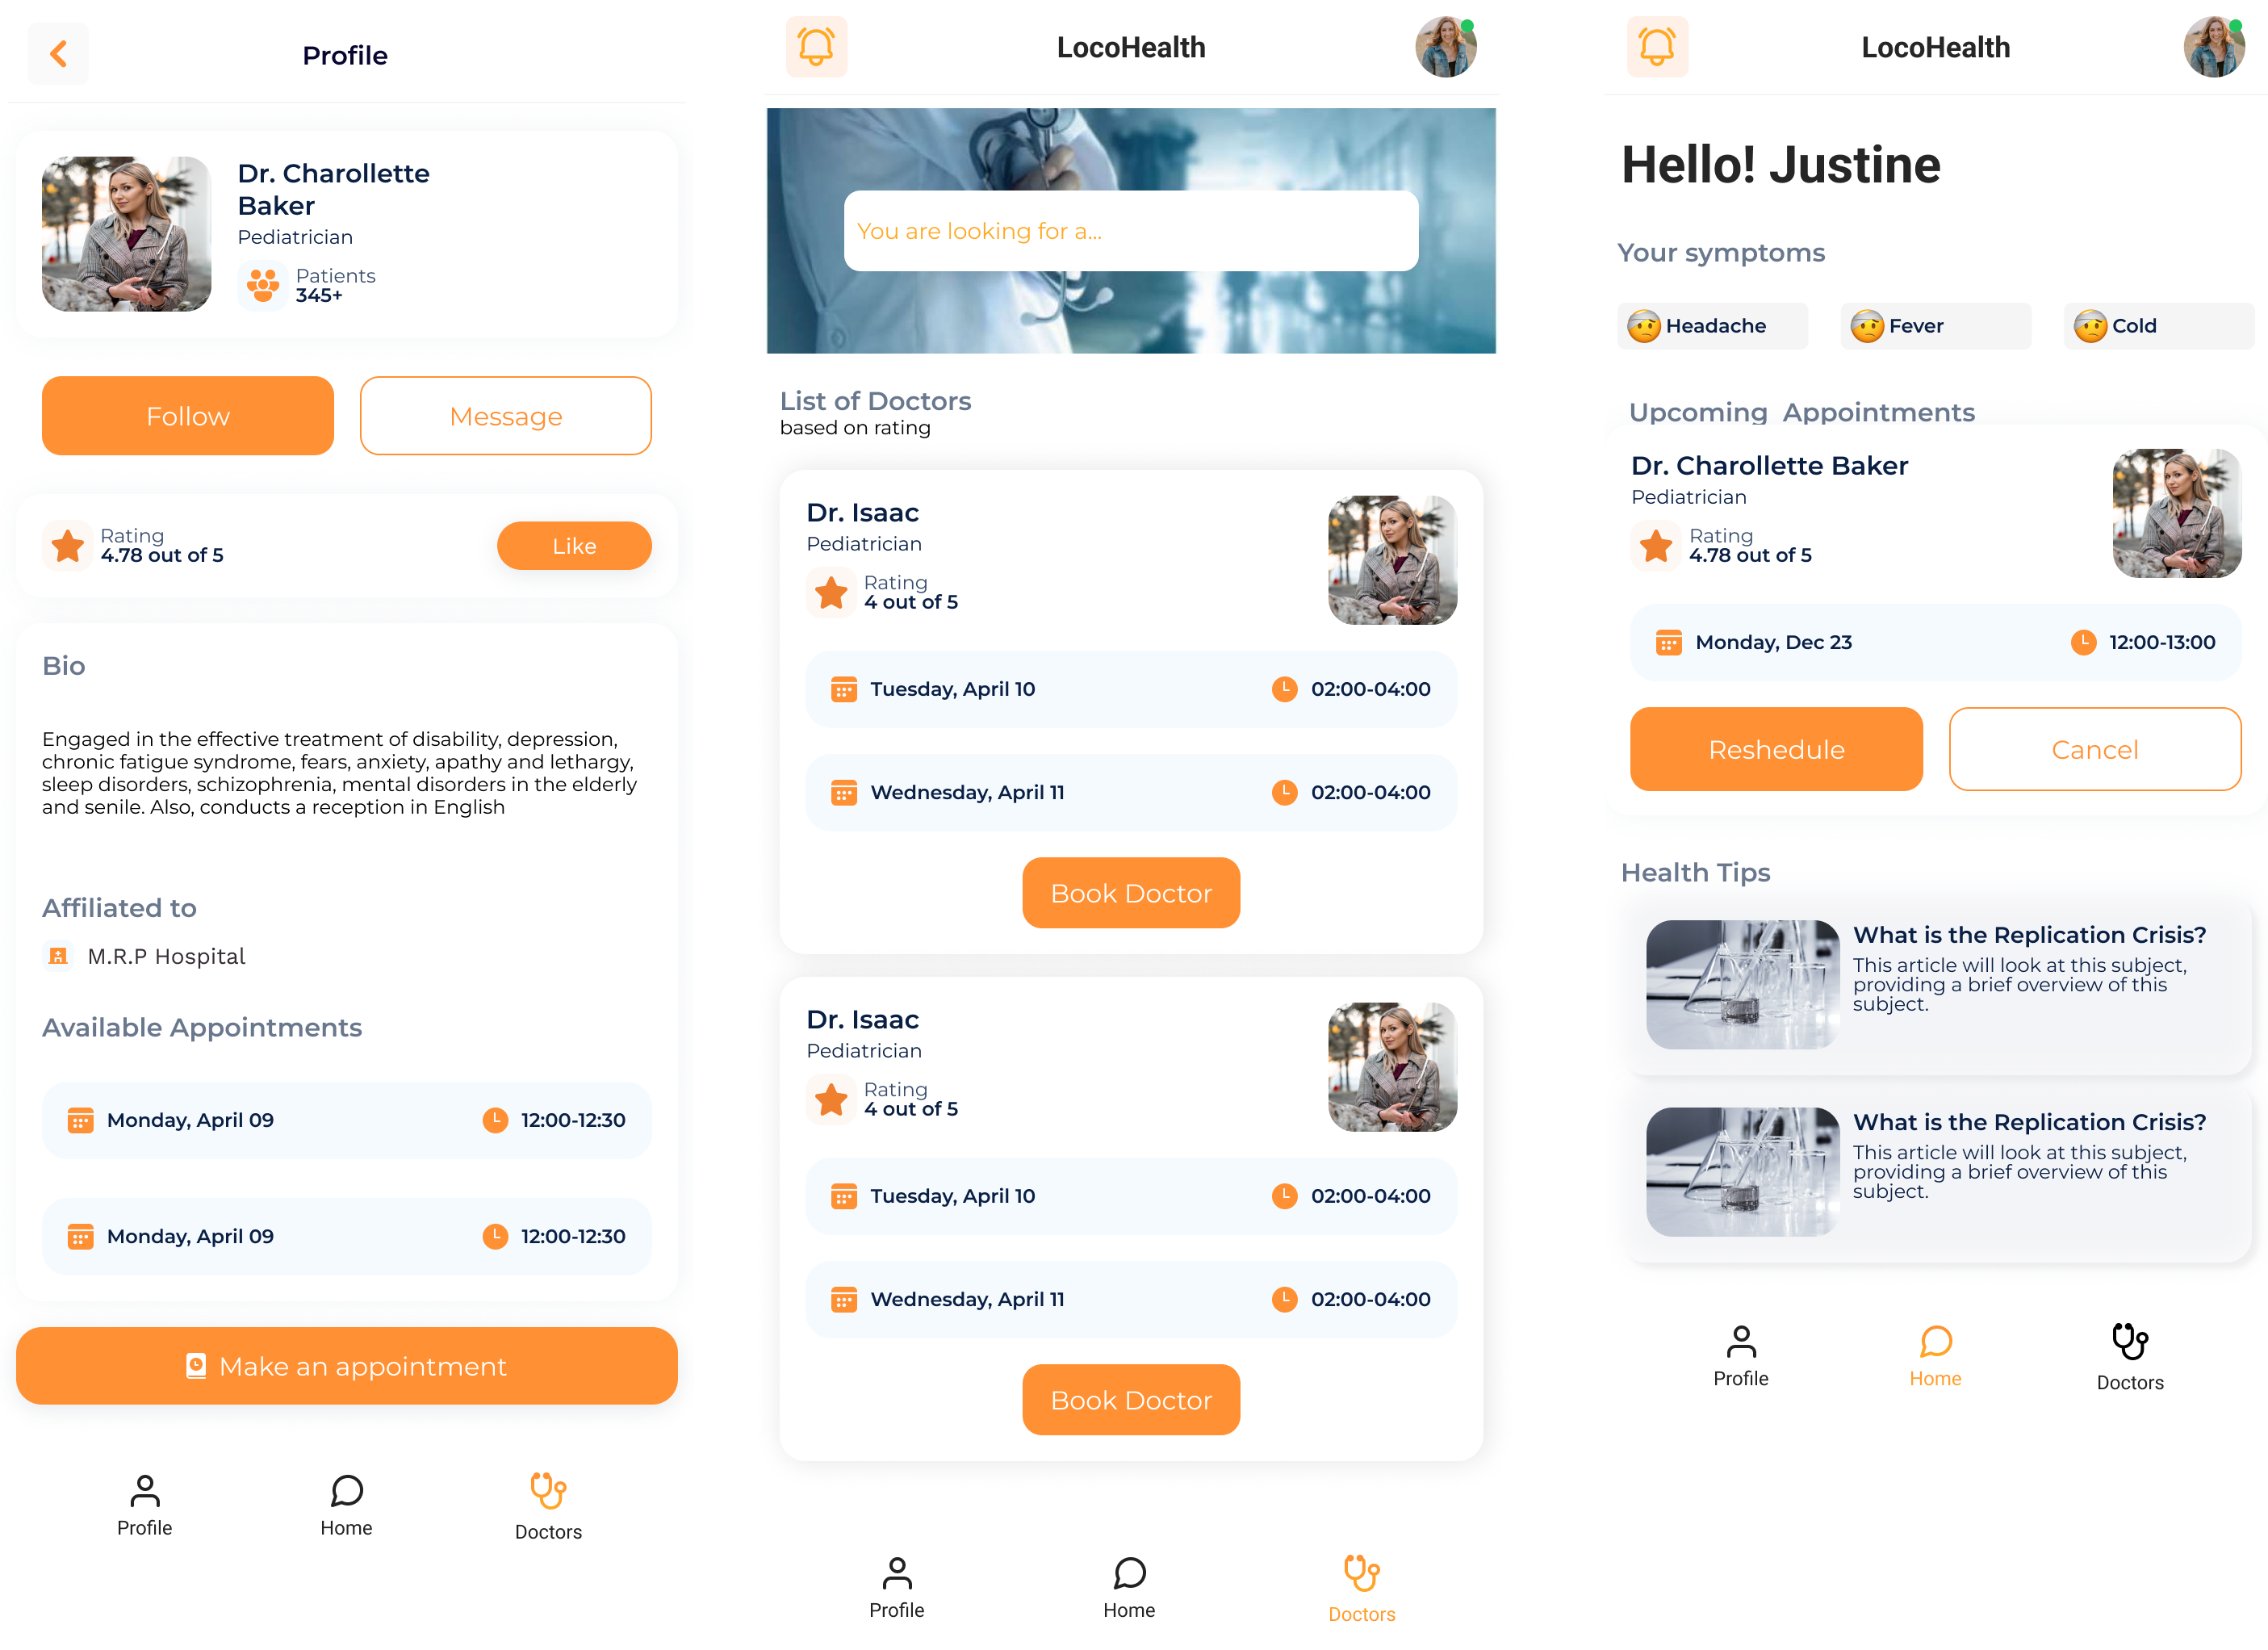 Profile
Dr. Charollette
Baker
Pediatrician
Patients
345+
Follow
Message
Rating
4.78 out of 5
Like
Bio
Engaged in the effective treatment of disability, depression,
chronic fatigue syndrome, fears, anxiety, apathy and lethargy,
sleep disorders, schizophrenia, mental disorders in the elderly
and senile. Also, conducts a reception in English
Affiliated to
M.R.P Hospital
Available Appointments
Monday, April 09
12:00-12:30
Monday, April 09
12:00-12:30
Make an appointment
Profile
Home
Doctors
LocoHealth
You are looking for a...
List of Doctors
based on rating
Dr. Isaac
Pediatrician
Rating
4 out of 5
Tuesday, April 10
02:00-04:00
Wednesday, April 11
02:00-04:00
Book Doctor
Dr. Isaac
Pediatrician
Rating
4 out of 5
Tuesday, April 10
02:00-04:00
Wednesday, April 11
02:00-04:00
Book Doctor
Profile
Home
Doctors
LocoHealth
Hello! Justine
Your symptoms
Headache
Fever
Cold
Upcoming Appointments
Dr. Charollette Baker
Pediatrician
Rating
4.78 out of 5
Monday, Dec 23
12:00-13:00
Reshedule
Cancel
Health Tips
What is the Replication Crisis?
This article will look at this subject,
providing a brief overview of this
subject.
What is the Replication Crisis?
This article will look at this subject,
providing a brief overview of this
subject.
Profile
Home
Doctors